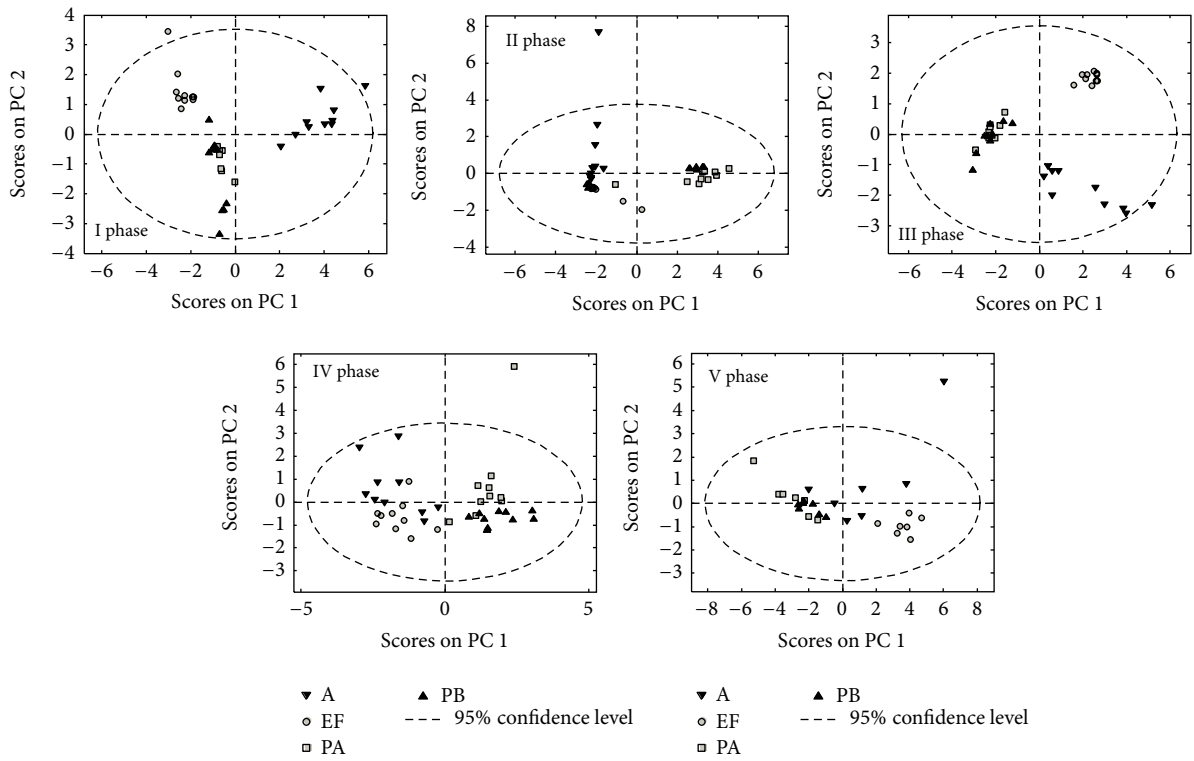 4
3
2
1
0
−1
−2
−3
−4
Scores on PC 2
I phase
−6 −4 −2 0 2 4 6
Scores on PC 1
8
6
4
2
0
−2
−4
Scores on PC 2
II phase
−6 −4 −2 0 2 4 6
Scores on PC 1
3
2
1
0
−1
−2
−3
Scores on PC 2
III phase
−6 −4 −2 0 2 4 6
Scores on PC 1
6
5
4
3
2
1
0
−1
−2
−3
Scores on PC 2
IV phase
−5 0 5
Scores on PC 1
6
5
4
3
2
1
0
−1
−2
−3
Scores on PC 2
V phase
−8 −6 −4 −2 0 2 4 6 8
Scores on PC 1
A
EF
PA
PB
95% confidence level
A
EF
PA
PB
95% confidence level